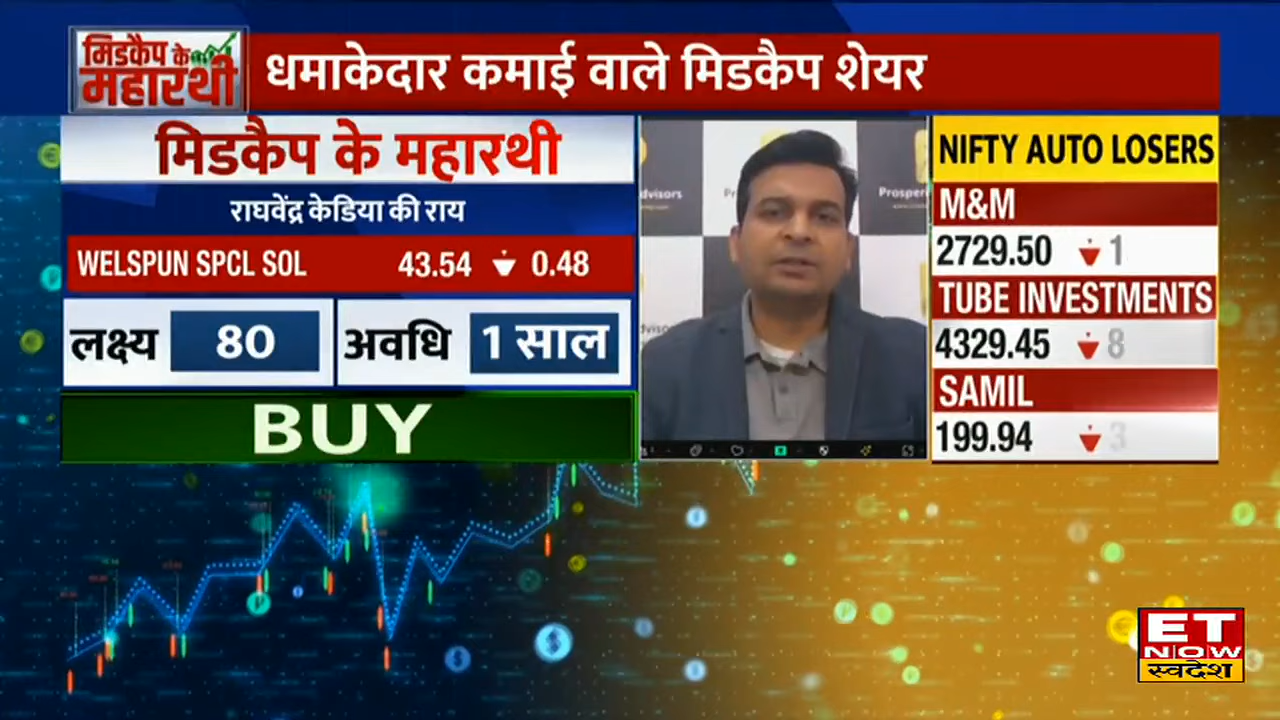 मिडकैप के
महारथी
धमाकेदार कमाई वाले मिडकैप शेयर
मिडकैप के महारथी
राघवेंद्र केडिया की राय
WELSPUN SPCL SOL 43.54 0.48
लक्ष्य 80 अवधि 1 साल
BUY
NIFTY AUTO LOSERS
M&M
2729.50 1
TUBE INVESTMENTS
4329.45 8
SAMIL
199.94 3
ET
NOW
स्वदेश